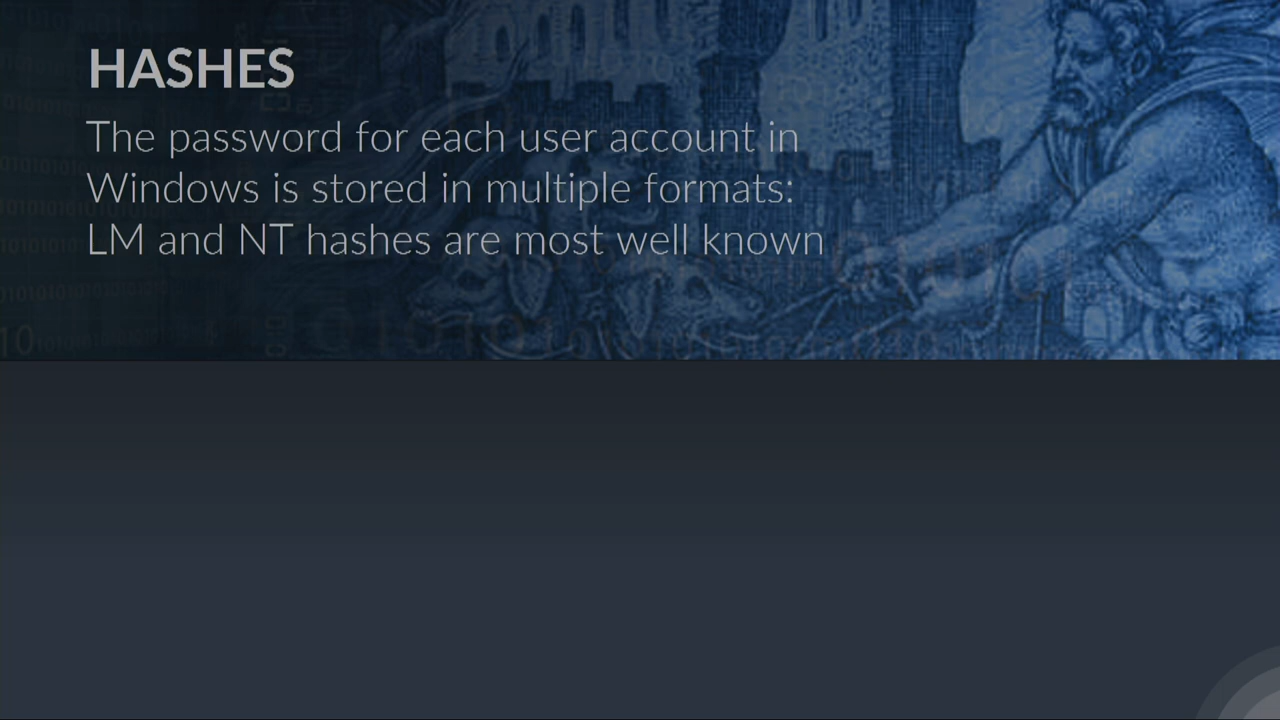 HASHES
The password for each user account in
Windows is stored in multiple formats:
LM and NT hashes are most well known